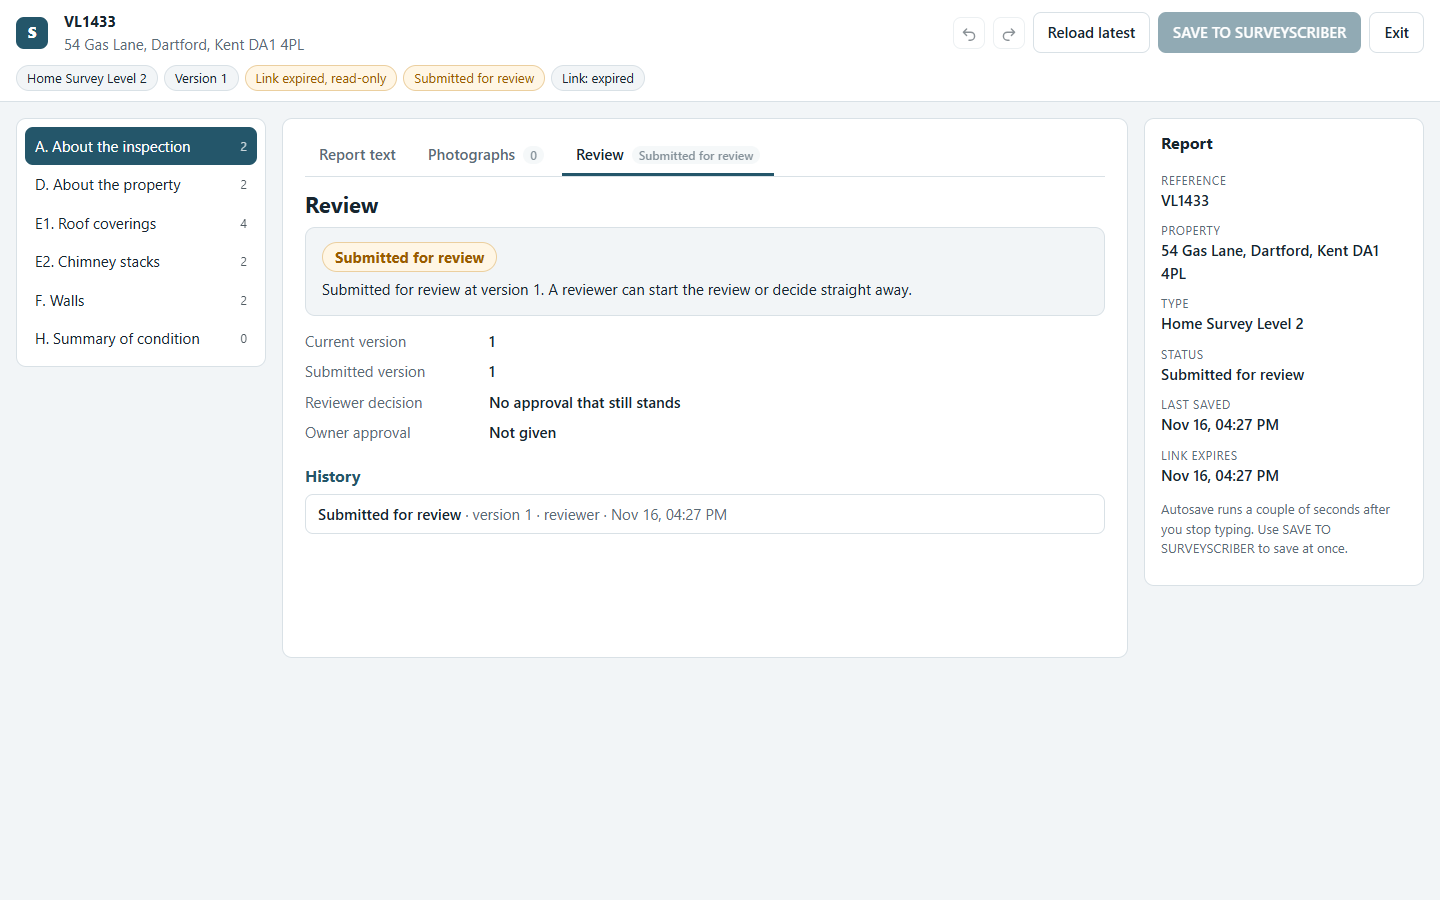 S
VL1433
54 Gas Lane, Dartford, Kent DA1 4PL
Reload latest
SAVE TO SURVEYSCRIBER
Exit
Home Survey Level 2
Version 1
Link expired, read-only
Submitted for review
Link: expired
A. About the inspection 2
D. About the property 2
E1. Roof coverings 4
E2. Chimney stacks 2
F. Walls 2
H. Summary of condition 0
Report text
Photographs 0
Review Submitted for review
Review
Submitted for review
Submitted for review at version 1. A reviewer can start the review or decide straight away.
Current version 1
Submitted version 1
Reviewer decision No approval that still stands
Owner approval Not given
History
Submitted for review · version 1 · reviewer · Nov 16, 04:27 PM
Report
REFERENCE
VL1433
PROPERTY
54 Gas Lane, Dartford, Kent DA1
4PL
TYPE
Home Survey Level 2
STATUS
Submitted for review
LAST SAVED
Nov 16, 04:27 PM
LINK EXPIRES
Nov 16, 04:27 PM
Autosave runs a couple of seconds after
you stop typing. Use SAVE TO
SURVEYSCRIBER to save at once.